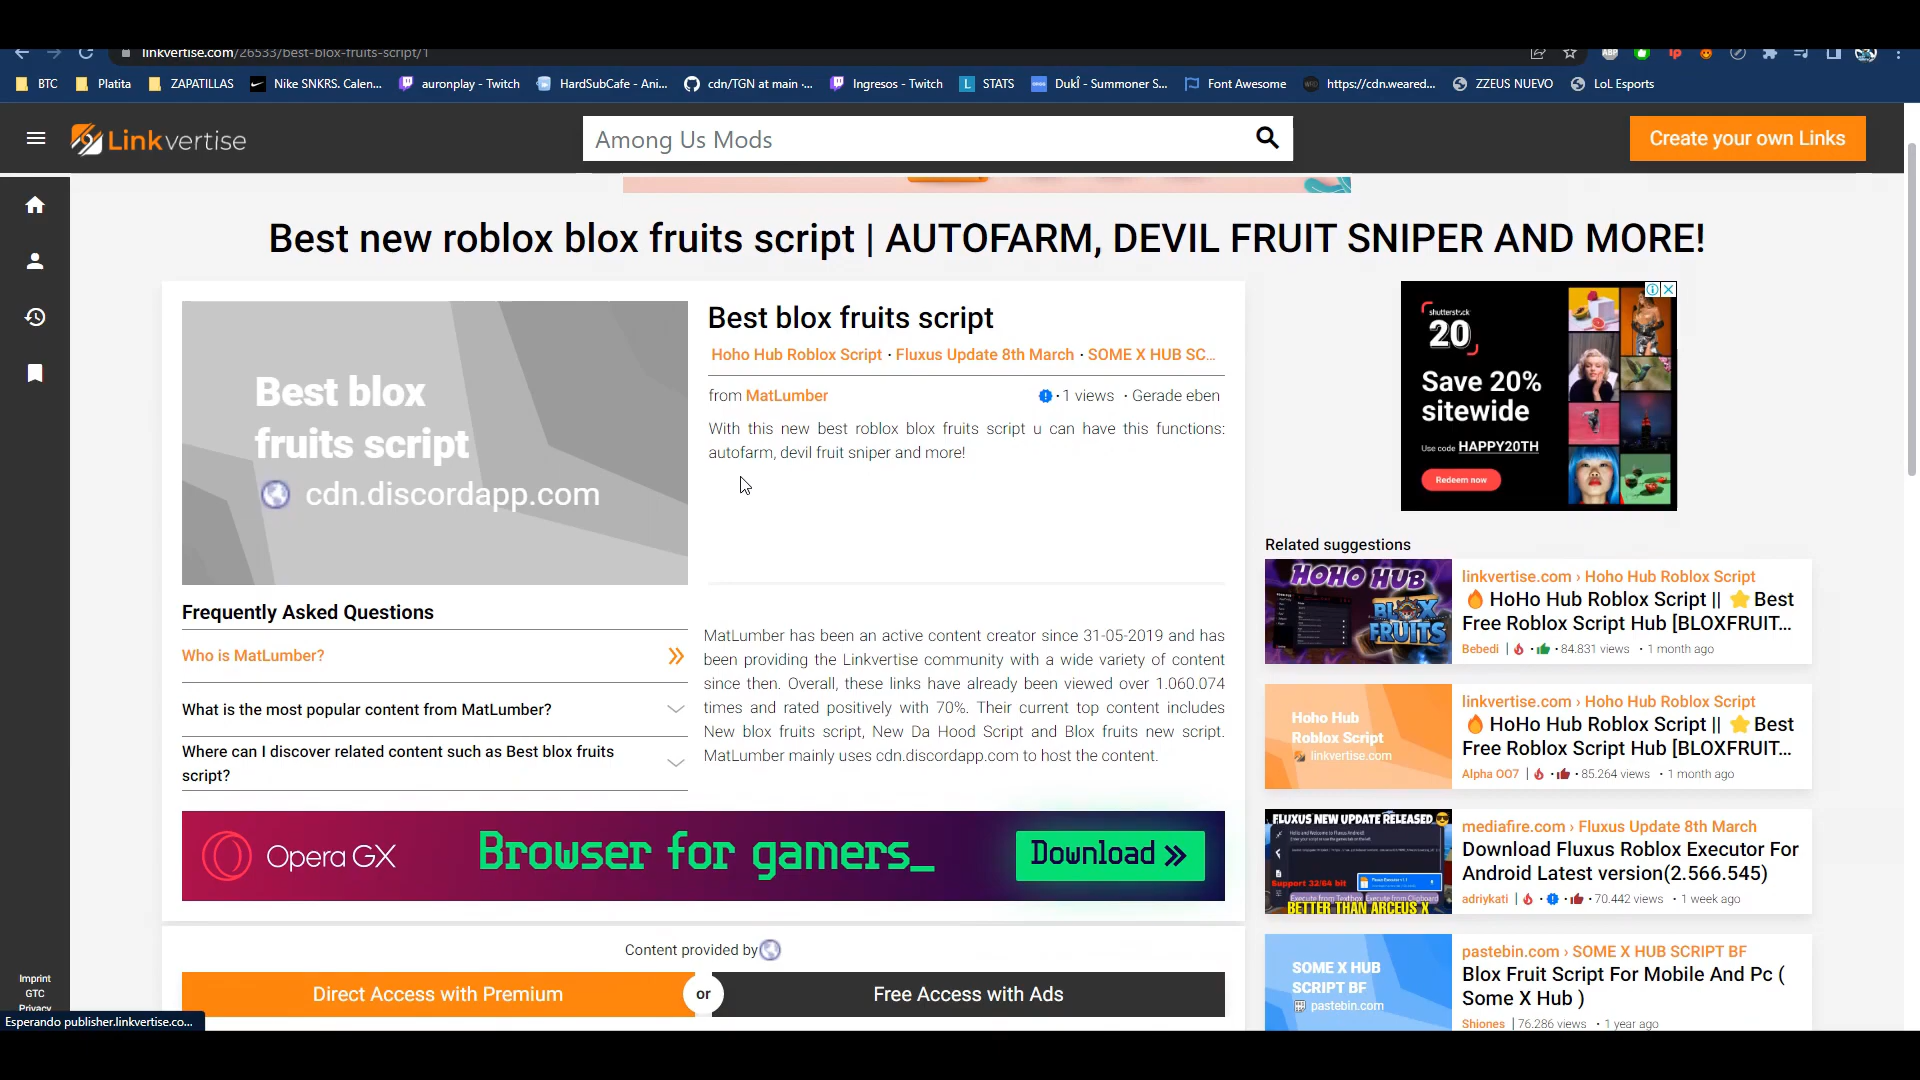 linkvertise.com/26533/best-blox-fruits-script/1
BTC Platita ZAPATILLAS Nike SNKRS. Calen... auronplay - Twitch HardSubCafe - Ani... cdn/TGN at main ·... Ingresos - Twitch STATS DukÎ - Summoner S... Font Awesome https://cdn.weared... ZZEUS NUEVO LoL Esports
Linkvertise
Among Us Mods
Create your own Links
Best new roblox blox fruits script | AUTOFARM, DEVIL FRUIT SNIPER AND MORE!
Best blox
fruits script
cdn.discordapp.com
Best blox fruits script
Hoho Hub Roblox Script · Fluxus Update 8th March · SOME X HUB SC...
from MatLumber
· 1 views · Gerade eben
With this new best roblox blox fruits script u can have this functions:
autofarm, devil fruit sniper and more!
shutterstock
20
Save 20%
sitewide
Use code HAPPY20TH
Redeem now
Frequently Asked Questions
Who is MatLumber?
What is the most popular content from MatLumber?
Where can I discover related content such as Best blox fruits
script?
MatLumber has been an active content creator since 31-05-2019 and has
been providing the Linkvertise community with a wide variety of content
since then. Overall, these links have already been viewed over 1.060.074
times and rated positively with 70%. Their current top content includes
New blox fruits script, New Da Hood Script and Blox fruits new script.
MatLumber mainly uses cdn.discordapp.com to host the content.
Opera GX
Browser for gamers_
Download »
Content provided by
Direct Access with Premium
or
Free Access with Ads
Related suggestions
HOHO HUB
BLOX
FRUITS
linkvertise.com › Hoho Hub Roblox Script
🔥 HoHo Hub Roblox Script || ⭐Best
Free Roblox Script Hub [BLOXFRUIT...
Bebedi | · 84.831 views · 1 month ago
Hoho Hub
Roblox Script
linkvertise.com
linkvertise.com › Hoho Hub Roblox Script
🔥 HoHo Hub Roblox Script || ⭐Best
Free Roblox Script Hub [BLOXFRUIT...
Alpha OO7 | · 85.264 views · 1 month ago
FLUXUS NEW UPDATE RELEASED
Support 32/64 bit
Execute from Textbox Execute from Clipboard
BETTER THAN ARCEUS X
mediafire.com › Fluxus Update 8th March
Download Fluxus Roblox Executor For
Android Latest version(2.566.545)
adriykati | · 70.442 views · 1 week ago
SOME X HUB
SCRIPT BF
pastebin.com
pastebin.com › SOME X HUB SCRIPT BF
Blox Fruit Script For Mobile And Pc (
Some X Hub )
Shiones | 76.286 views · 1 year ago
Imprint
GTC
Privacy
Esperando publisher.linkvertise.co...